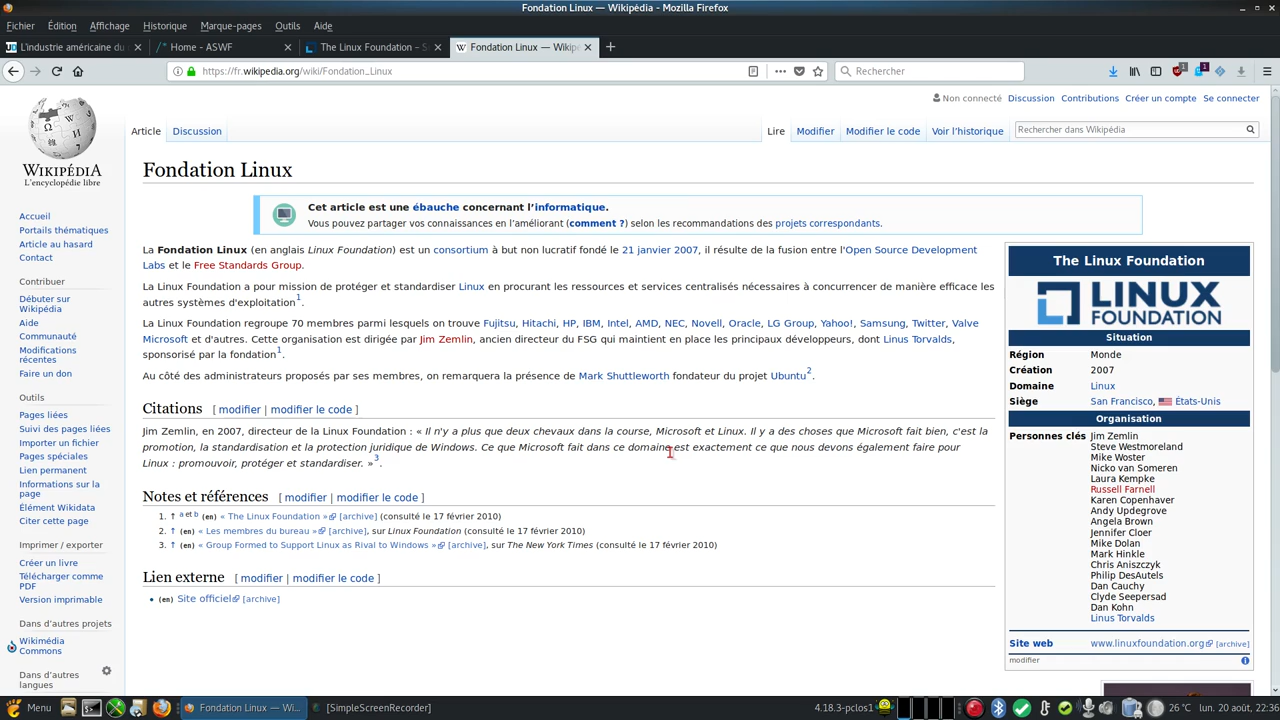 Fondation Linux — Wikipédia - Mozilla Firefox
Fichier Édition Affichage Historique Marque-pages Outils Aide
L'industrie américaine du Home - ASWF The Linux Foundation – S Fondation Linux — Wikip
https://fr.wikipedia.org/wiki/Fondation_Linux Rechercher
Non connecté Discussion Contributions Créer un compte Se connecter
Article Discussion Lire Modifier Modifier le code Voir l'historique Rechercher dans Wikipédia
WIKIPÉDIA
L'encyclopédie libre
Accueil
Portails thématiques
Article au hasard
Contact
Contribuer
Débuter sur
Wikipédia
Aide
Communauté
Modifications
récentes
Faire un don
Outils
Pages liées
Suivi des pages liées
Importer un fichier
Pages spéciales
Lien permanent
Informations sur la
page
Élément Wikidata
Citer cette page
Imprimer / exporter
Créer un livre
Télécharger comme
PDF
Version imprimable
Dans d'autres projets
Wikimédia
Commons
Dans d'autres
langues
Fondation Linux
Cet article est une ébauche concernant l'informatique.
Vous pouvez partager vos connaissances en l'améliorant (comment ?) selon les recommandations des projets correspondants.
La Fondation Linux (en anglais Linux Foundation) est un consortium à but non lucratif fondé le 21 janvier 2007, il résulte de la fusion entre l'Open Source Development
Labs et le Free Standards Group.
La Linux Foundation a pour mission de protéger et standardiser Linux en procurant les ressources et services centralisés nécessaires à concurrencer de manière efficace les
autres systèmes d'exploitation1.
La Linux Foundation regroupe 70 membres parmi lesquels on trouve Fujitsu, Hitachi, HP, IBM, Intel, AMD, NEC, Novell, Oracle, LG Group, Yahoo!, Samsung, Twitter, Valve
Microsoft et d'autres. Cette organisation est dirigée par Jim Zemlin, ancien directeur du FSG qui maintient en place les principaux développeurs, dont Linus Torvalds,
sponsorisé par la fondation1.
Au côté des administrateurs proposés par ses membres, on remarquera la présence de Mark Shuttleworth fondateur du projet Ubuntu2.
Citations [ modifier | modifier le code ]
Jim Zemlin, en 2007, directeur de la Linux Foundation : « Il n'y a plus que deux chevaux dans la course, Microsoft et Linux. Il y a des choses que Microsoft fait bien, c'est la
promotion, la standardisation et la protection juridique de Windows. Ce que Microsoft fait dans ce domaine est exactement ce que nous devons également faire pour
Linux : promouvoir, protéger et standardiser. »3.
Notes et références [ modifier | modifier le code ]
1. ↑ a et b (en) « The Linux Foundation » [archive] (consulté le 17 février 2010)
2. ↑ (en) « Les membres du bureau » [archive], sur Linux Foundation (consulté le 17 février 2010)
3. ↑ (en) « Group Formed to Support Linux as Rival to Windows » [archive], sur The New York Times (consulté le 17 février 2010)
Lien externe [ modifier | modifier le code ]
• (en) Site officiel [archive]
The Linux Foundation
LINUX
FOUNDATION
Situation
Région Monde
Création 2007
Domaine Linux
Siège San Francisco, États-Unis
Organisation
Personnes clés Jim Zemlin
Steve Westmoreland
Mike Woster
Nicko van Someren
Laura Kempke
Russell Farnell
Karen Copenhaver
Andy Updegrove
Angela Brown
Jennifer Cloer
Mike Dolan
Mark Hinkle
Chris Aniszczyk
Philip DesAutels
Dan Cauchy
Clyde Seepersad
Dan Kohn
Linus Torvalds
Site web www.linuxfoundation.org [archive]
modifier
Menu Fondation Linux — Wi... [SimpleScreenRecorder] 4.18.3-pclos1 26 °C lun. 20 août, 22:36